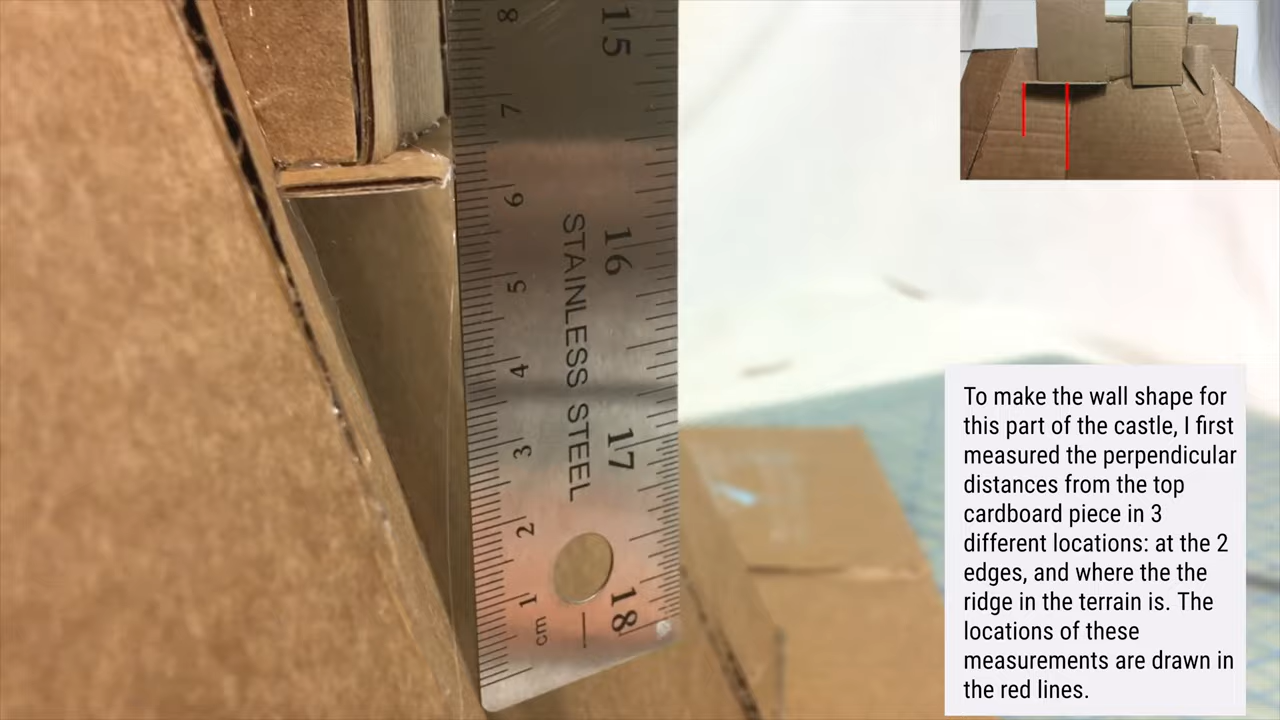 8
7
6
5
4
3
2
1
cm
STAINLESS STEEL
15
16
17
18
To make the wall shape for
this part of the castle, I first
measured the perpendicular
distances from the top
cardboard piece in 3
different locations: at the 2
edges, and where the the
ridge in the terrain is. The
locations of these
measurements are drawn in
the red lines.